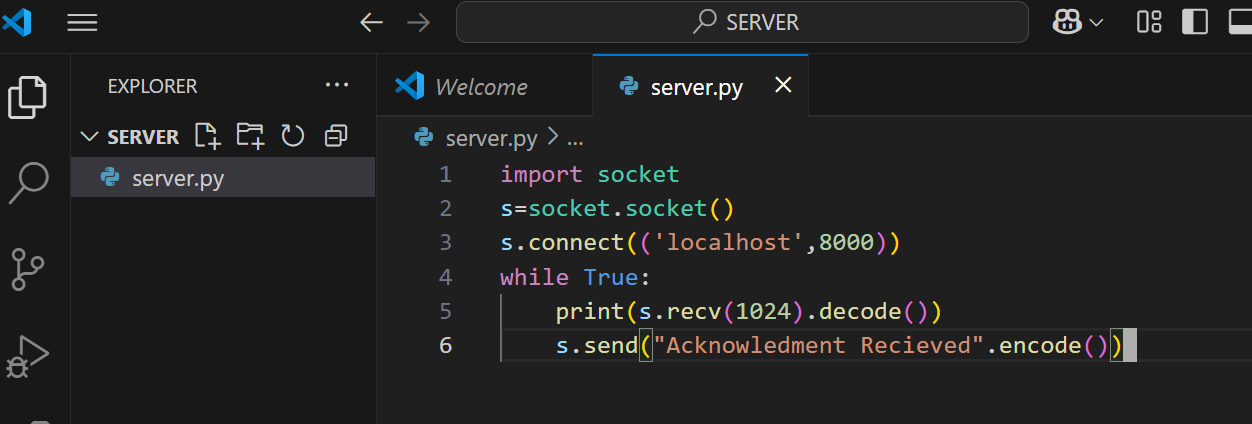 SERVER
EXPLORER ...
Welcome
server.py
SERVER
server.py
server.py > ...
1 import socket
2 s=socket.socket()
3 s.connect(('localhost',8000))
4 while True:
5     print(s.recv(1024).decode())
6     s.send("Acknowledment Recieved".encode())